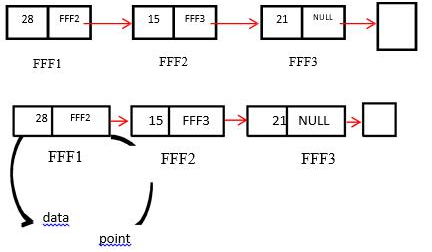 28 FFF2 15 FFF3 21 NULL
FFF1 FFF2 FFF3
28 FFF2 15 FFF3 21 NULL
FFF1 FFF2 FFF3
data
point